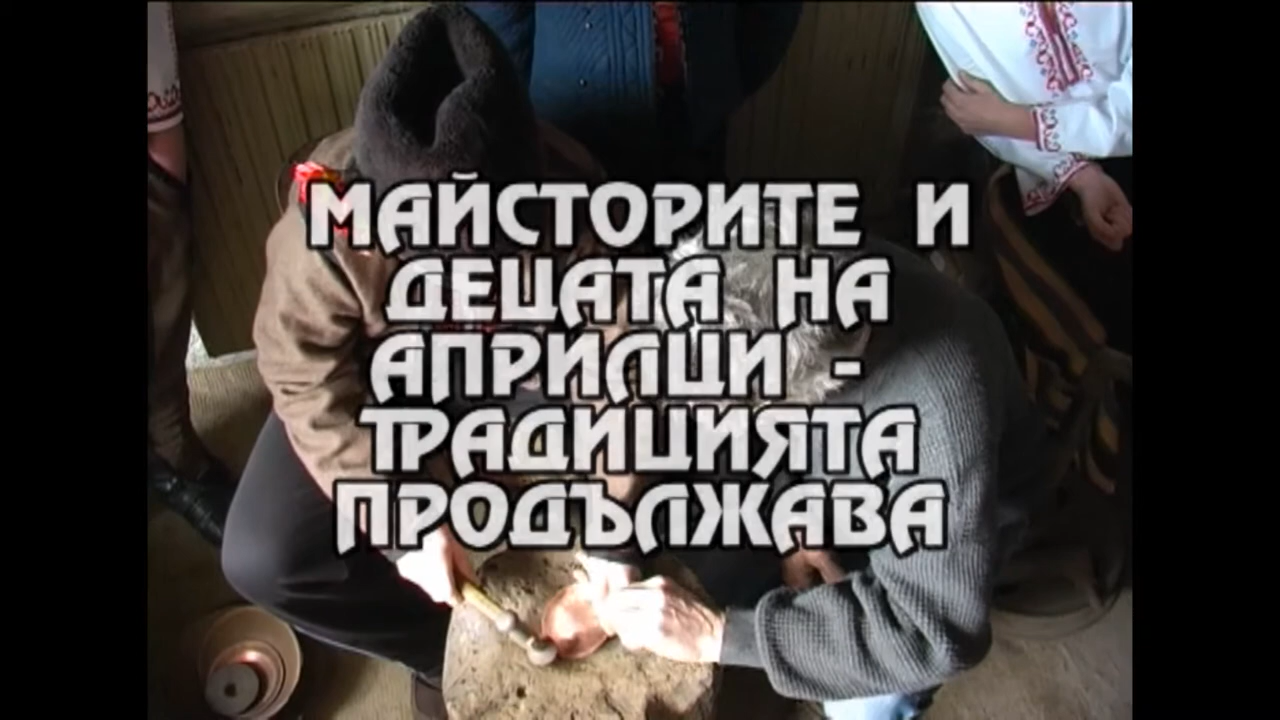 МАЙСТОРИТЕ И
ДЕЦАТА НА
АПРИЛЦИ -
ТРАДИЦИЯТА
ПРОДЪЛЖАВА